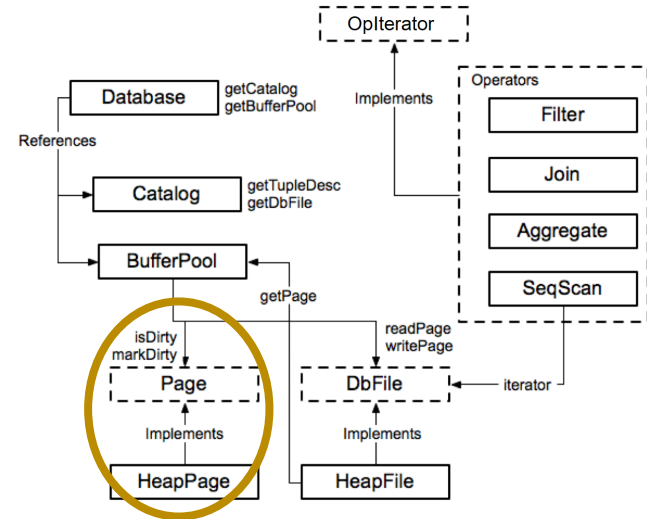 OpIterator
Operators
Database
getCatalog
getBufferPool
Implements
Filter
References
Join
Catalog
getTupleDesc
getDbFile
Aggregate
BufferPool
SeqScan
getPage
isDirty
markDirty
readPage
writePage
Page
DbFile
iterator
Implements
Implements
HeapPage
HeapFile